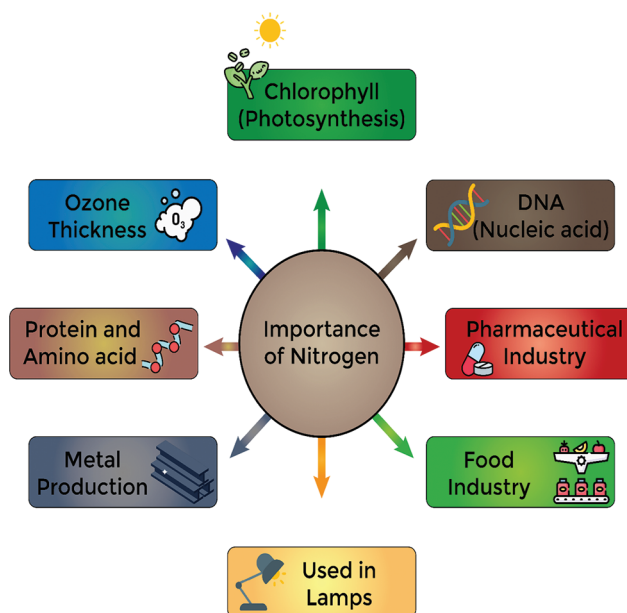 Chlorophyll
(Photosynthesis)
Ozone
Thickness
O3
DNA
(Nucleic acid)
Protein and
Amino acid
Importance
of Nitrogen
Pharmaceutical
Industry
Metal
Production
Food
Industry
Used in
Lamps